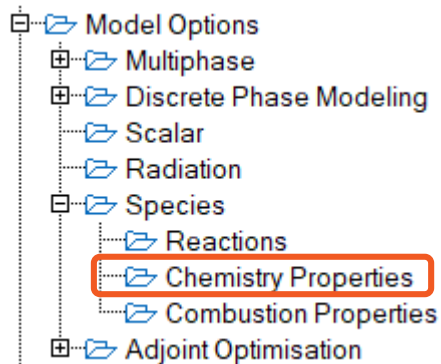 Model Options
Multiphase
Discrete Phase Modeling
Scalar
Radiation
Species
Reactions
Chemistry Properties
Combustion Properties
Adjoint Optimisation